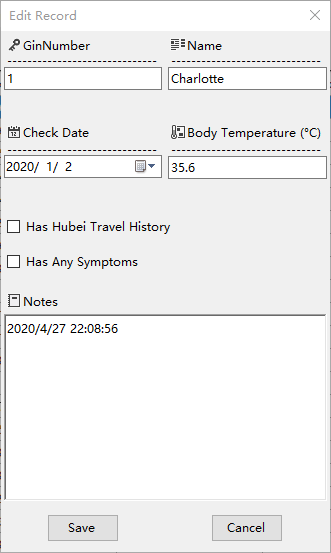 Edit Record
GinNumber
Name
1
Charlotte
Check Date
Body Temperature (°C)
2020/ 1/ 2
35.6
Has Hubei Travel History
Has Any Symptoms
Notes
2020/4/27 22:08:56
Save
Cancel